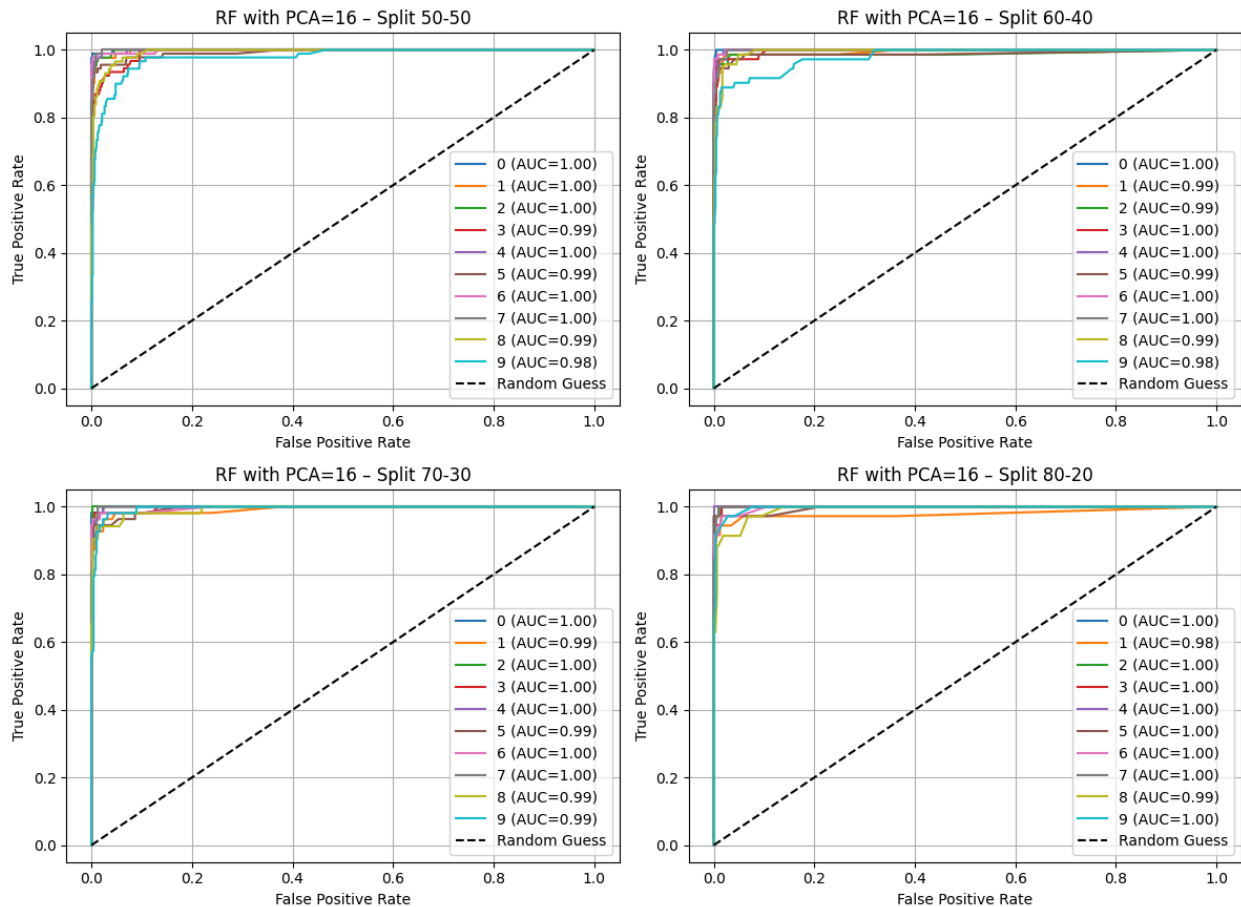 RF with PCA=16 – Split 50-50
True Positive Rate
1.0
0.8
0.6
0.4
0.2
0.0
0 (AUC=1.00)
1 (AUC=1.00)
2 (AUC=1.00)
3 (AUC=0.99)
4 (AUC=1.00)
5 (AUC=0.99)
6 (AUC=1.00)
7 (AUC=1.00)
8 (AUC=0.99)
9 (AUC=0.98)
Random Guess
0.0 0.2 0.4 0.6 0.8 1.0
False Positive Rate
RF with PCA=16 – Split 60-40
True Positive Rate
1.0
0.8
0.6
0.4
0.2
0.0
0 (AUC=1.00)
1 (AUC=0.99)
2 (AUC=0.99)
3 (AUC=1.00)
4 (AUC=1.00)
5 (AUC=0.99)
6 (AUC=1.00)
7 (AUC=1.00)
8 (AUC=0.99)
9 (AUC=0.98)
Random Guess
0.0 0.2 0.4 0.6 0.8 1.0
False Positive Rate
RF with PCA=16 – Split 70-30
True Positive Rate
1.0
0.8
0.6
0.4
0.2
0.0
0 (AUC=1.00)
1 (AUC=0.99)
2 (AUC=1.00)
3 (AUC=1.00)
4 (AUC=1.00)
5 (AUC=0.99)
6 (AUC=1.00)
7 (AUC=1.00)
8 (AUC=0.99)
9 (AUC=0.99)
Random Guess
0.0 0.2 0.4 0.6 0.8 1.0
False Positive Rate
RF with PCA=16 – Split 80-20
True Positive Rate
1.0
0.8
0.6
0.4
0.2
0.0
0 (AUC=1.00)
1 (AUC=0.98)
2 (AUC=1.00)
3 (AUC=1.00)
4 (AUC=1.00)
5 (AUC=1.00)
6 (AUC=1.00)
7 (AUC=1.00)
8 (AUC=0.99)
9 (AUC=1.00)
Random Guess
0.0 0.2 0.4 0.6 0.8 1.0
False Positive Rate